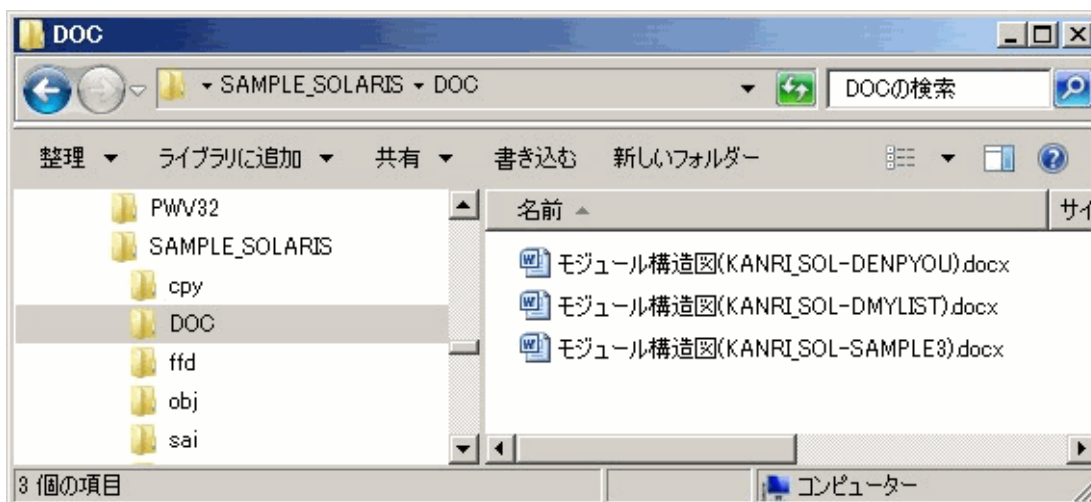 DOC
SAMPLE_SOLARIS DOC
DOCの検索
整理 ライブラリに追加 共有 書き込む 新しいフォルダー
PWV32
SAMPLE_SOLARIS
cpy
DOC
ffd
obj
sai
名前 サイ
モジュール構造図(KANRI_SOL-DENPYOU).docx
モジュール構造図(KANRI_SOL-DMYLIST).docx
モジュール構造図(KANRI_SOL-SAMPLE3).docx
3 個の項目
コンピューター